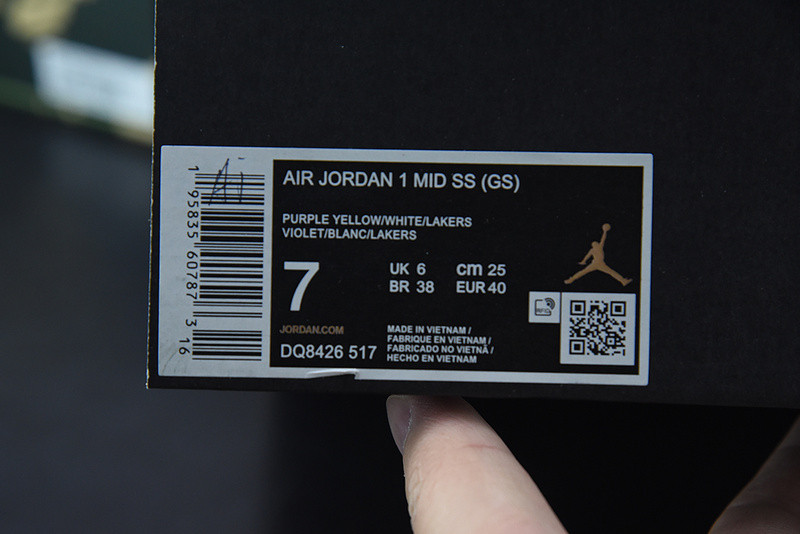 AIR JORDAN 1 MID SS (GS)
PURPLE YELLOW/WHITE/LAKERS
VIOLET/BLANC/LAKERS
7
UK 6 cm 25
BR 38 EUR 40
RFID
JORDAN.COM
DQ8426 517
MADE IN VIETNAM /
FABRIQUE EN VIETNAM /
FABRICADO NO VIETNÃ /
HECHO EN VIETNAM
1 95835 60787 3 16